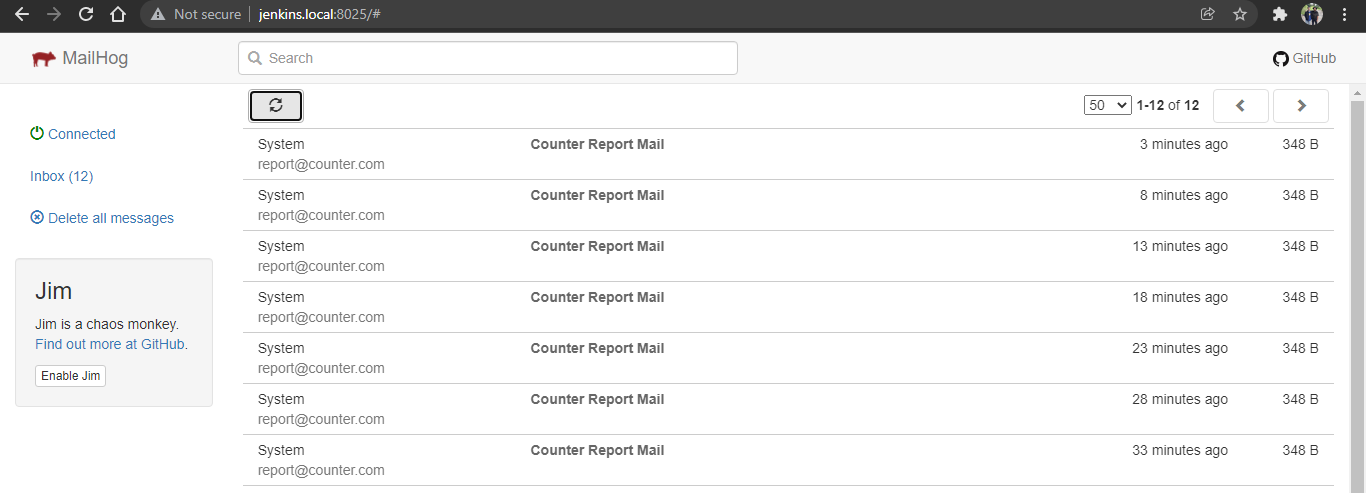 Not secure | jenkins.local:8025/#
MailHog
Search
GitHub
50 1-12 of 12
Connected
Inbox (12)
Delete all messages
Jim
Jim is a chaos monkey.
Find out more at GitHub.
Enable Jim
System Counter Report Mail 3 minutes ago 348 B
report@counter.com
System Counter Report Mail 8 minutes ago 348 B
report@counter.com
System Counter Report Mail 13 minutes ago 348 B
report@counter.com
System Counter Report Mail 18 minutes ago 348 B
report@counter.com
System Counter Report Mail 23 minutes ago 348 B
report@counter.com
System Counter Report Mail 28 minutes ago 348 B
report@counter.com
System Counter Report Mail 33 minutes ago 348 B
report@counter.com